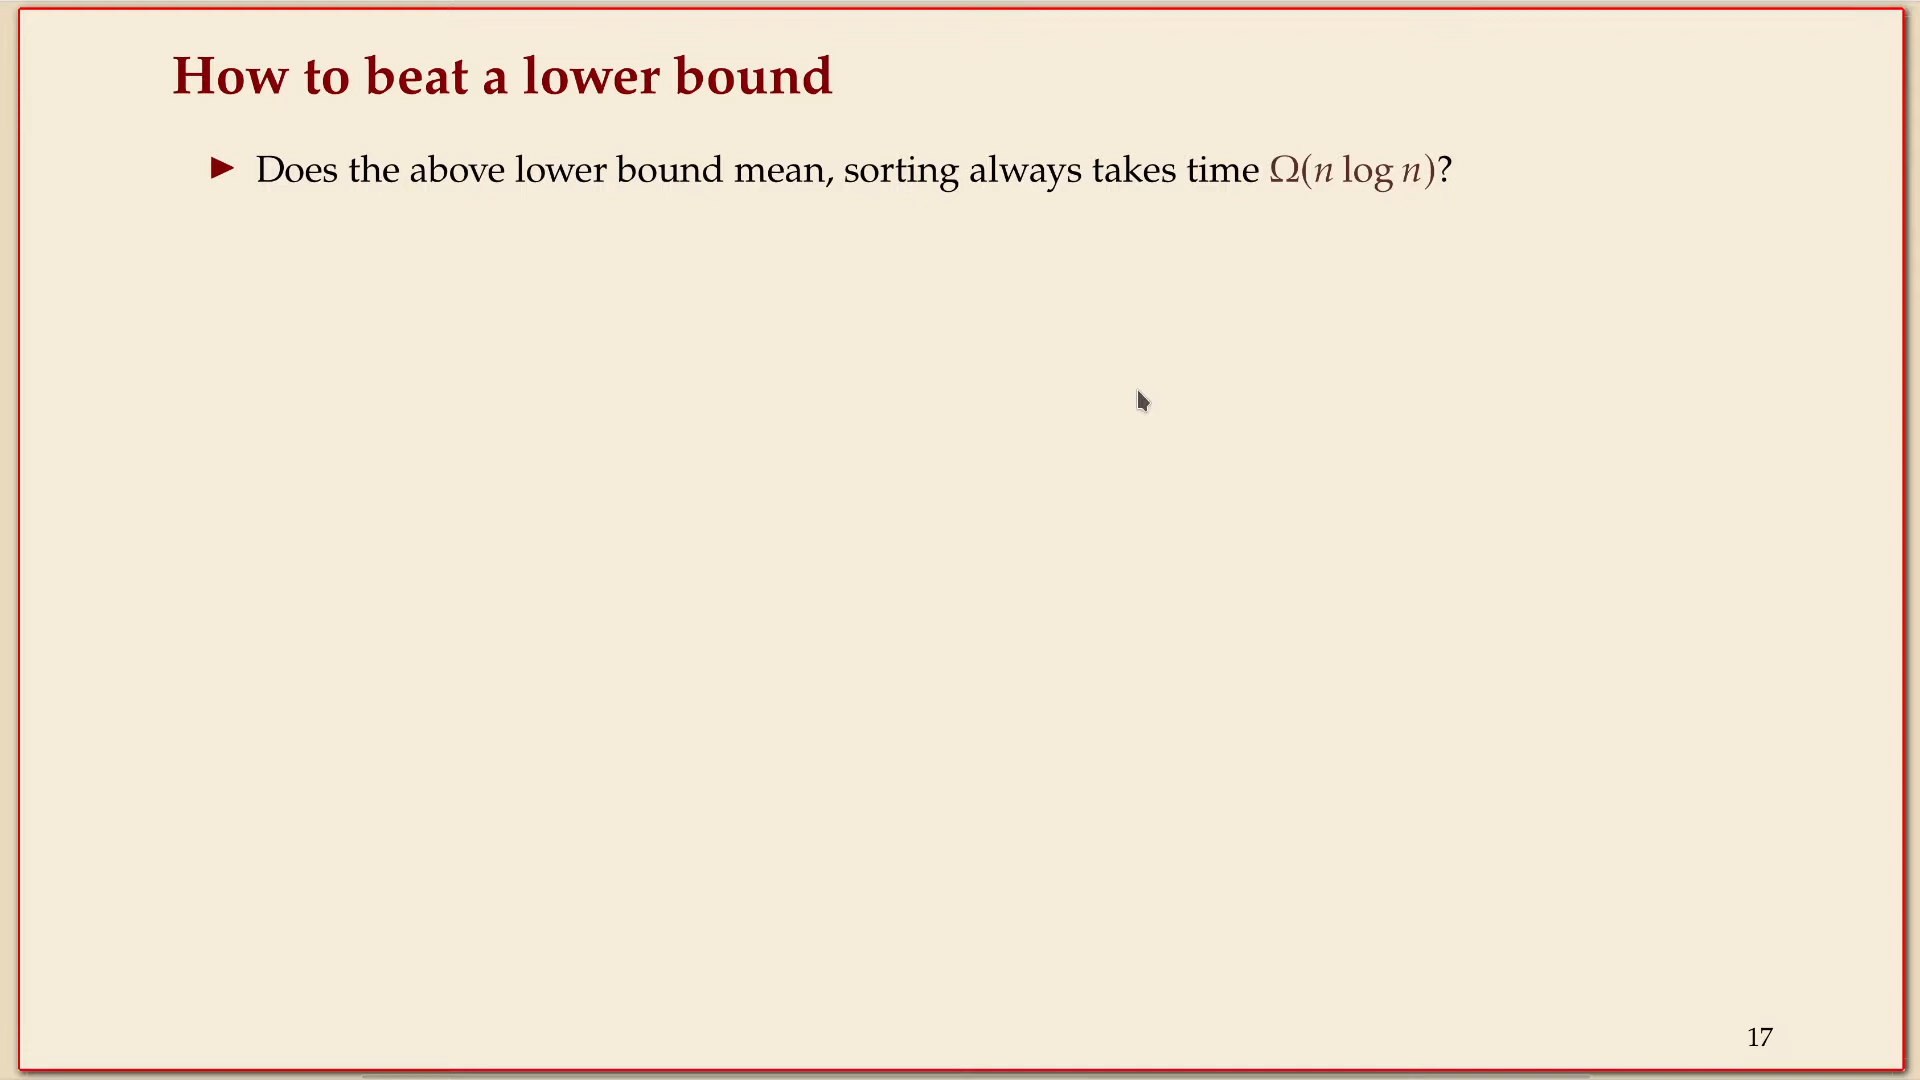 How to beat a lower bound
▶ Does the above lower bound mean, sorting always takes time Ω(n log n)?
17